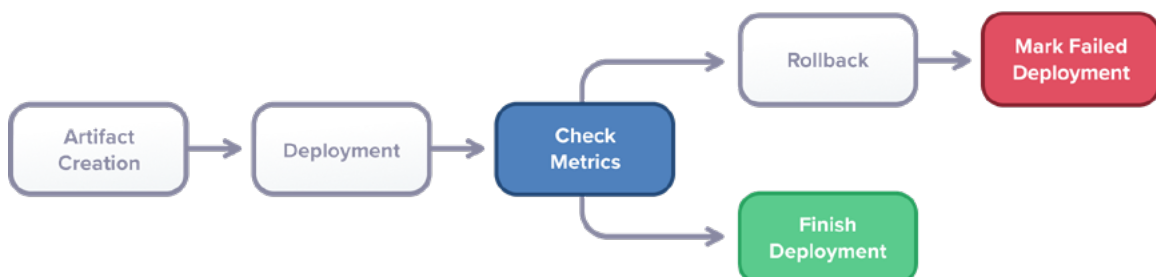 Artifact
Creation
Deployment
Check
Metrics
Rollback
Mark Failed
Deployment
Finish
Deployment